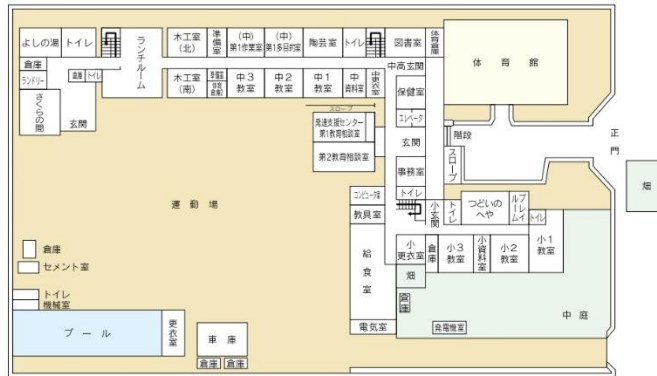 よしの湯
トイレ
ランチルーム
木工室
(北)
準備室
(中)
第1作業室
(中)
第1多目的室
陶芸室
トイレ
図書室
体育倉庫
体育館
倉庫
ランドリー
倉庫
トイレ
さくらの間
玄関
木工室
(南)
準備室
中3
教室
中2
教室
中1
教室
中
資料室
中更衣室
中高玄関
保健室
エレベータ
玄関
事務室
トイレ
小玄関
階段
スロープ
正門
畑
スロープ
発達支援センター
第1教育相談室
第2教育相談室
コンピュータ室
教具室
給食室
電気室
運動場
トイレ
つどいの
へや
プレイルーム
トイレ
小
更衣室
倉庫
小3
教室
小資料室
小2
教室
小1
教室
畑
倉庫
発電機室
中庭
倉庫
セメント室
トイレ
機械室
プール
更衣室
車庫
倉庫
倉庫